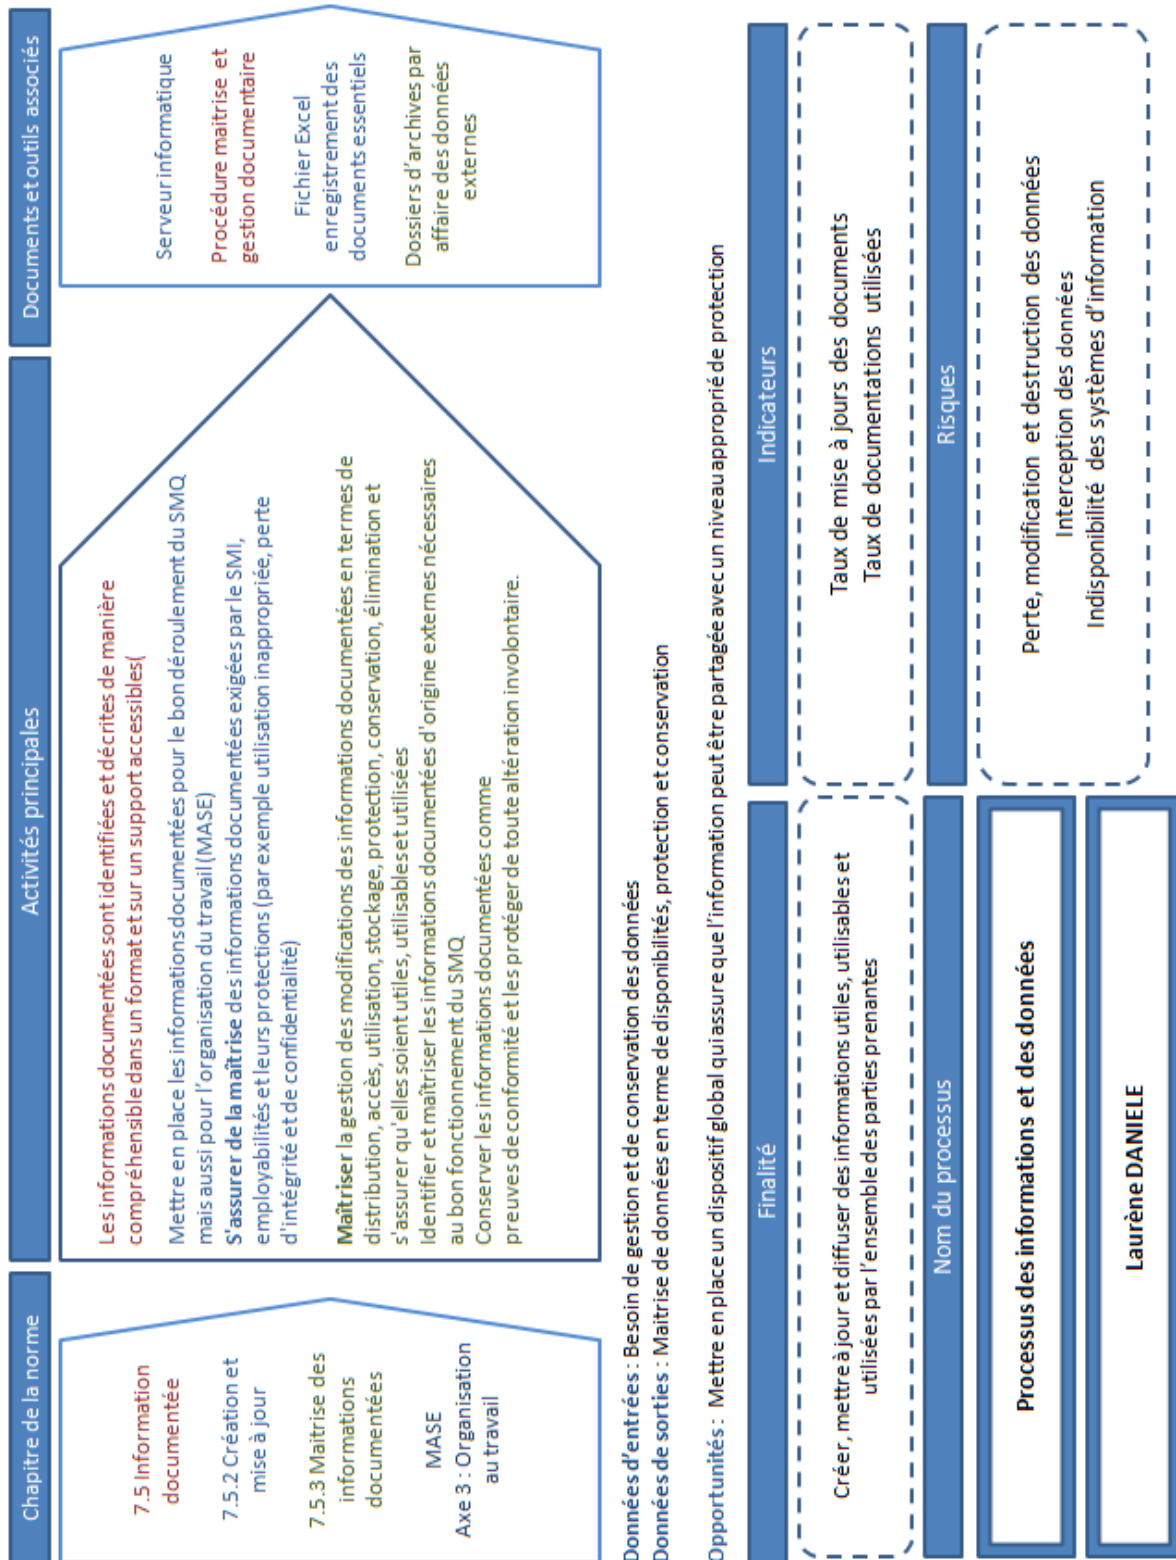 Chapitre de la norme
Activités principales
Documents et outils associés
7.5 Information
documentée
7.5.2 Création et
mise à jour
7.5.3 Maitrise des
informations
documentées
MASE
Axe 3 : Organisation
au travail
Les informations documentées sont identifiées et décrites de manière
compréhensible dans un format et sur un support accessibles(
Mettre en place les informations documentées pour le bon déroulement du SMQ
mais aussi pour l'organisation du travail (MASE)
S'assurer de la maîtrise des informations documentées exigées par le SMI,
employabilités et leurs protections (par exemple utilisation inappropriée, perte
d'intégrité et de confidentialité)
Maîtriser la gestion des modifications des informations documentées en termes de
distribution, accès, utilisation, stockage, protection, conservation, élimination et
s'assurer qu'elles soient utiles, utilisables et utilisées
Identifier et maîtriser les informations documentées d'origine externes nécessaires
au bon fonctionnement du SMQ
Conserver les informations documentées comme
preuves de conformité et les protéger de toute altération involontaire.
Serveur informatique
Procédure maitrise et
gestion documentaire
Fichier Excel
enregistrement des
documents essentiels
Dossiers d'archives par
affaire des données
externes
Données d'entrées : Besoin de gestion et de conservation des données
Données de sorties : Maitrise de données en terme de disponibilités, protection et conservation
Opportunités : Mettre en place un dispositif global qui assure que l'information peut être partagée avec un niveau approprié de protection
Finalité
Créer, mettre à jour et diffuser des informations utiles, utilisables et
utilisées par l'ensemble des parties prenantes
Indicateurs
Taux de mise à jours des documents
Taux de documentations utilisées
Nom du processus
Processus des informations et des données
Laurène DANIELE
Risques
Perte, modification et destruction des données
Interception des données
Indisponibilité des systèmes d'information